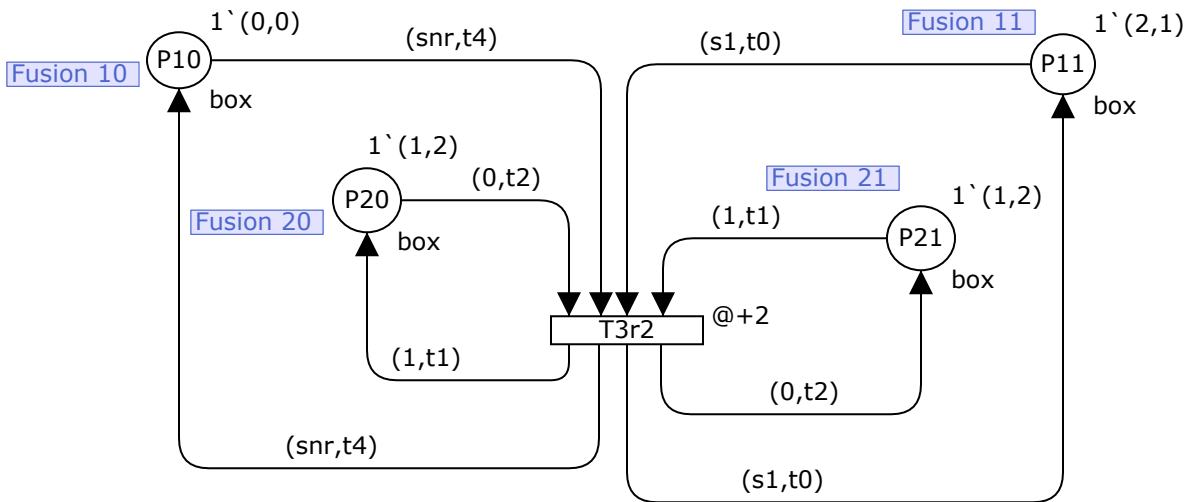 1`(0,0)
(snr,t4)
(s1,t0)
Fusion 11
1`(2,1)
P10
P11
Fusion 10
box
box
1`(1,2)
(0,t2)
Fusion 21
1`(1,2)
P20
Fusion 20
(1,t1)
box
P21
box
T3r2
@+2
(1,t1)
(0,t2)
(snr,t4)
(s1,t0)